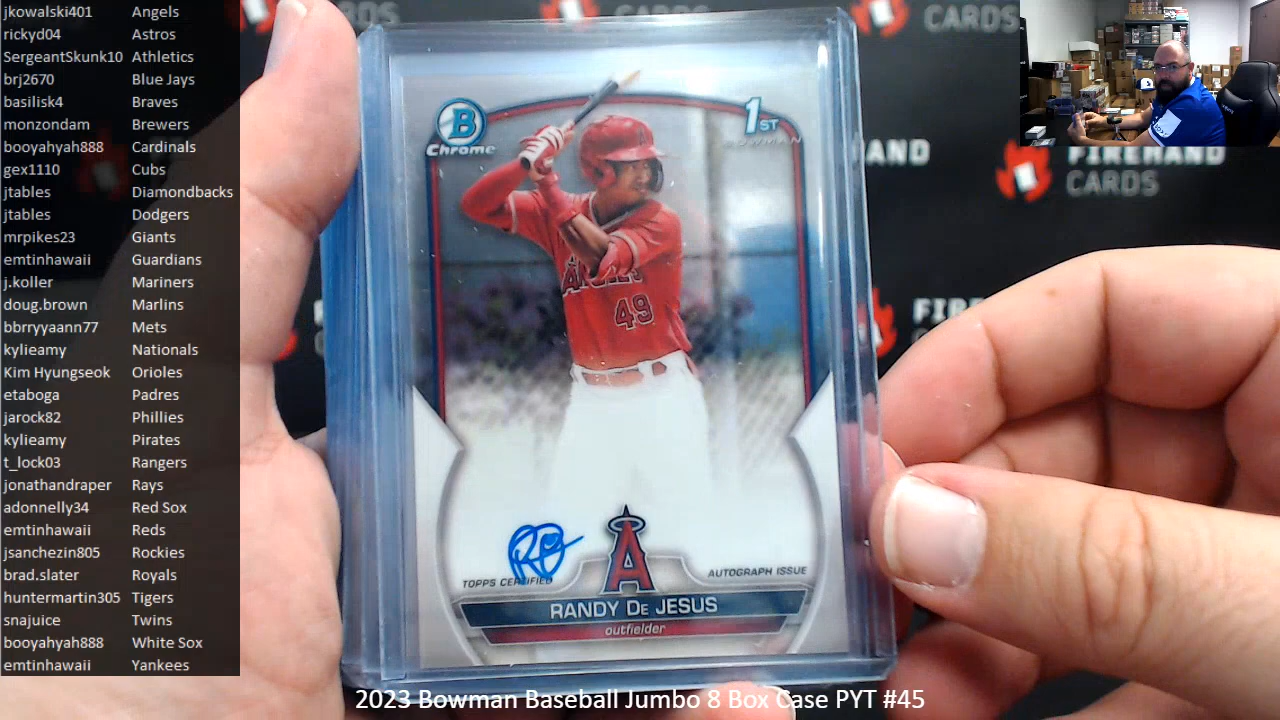 jkowalski401 Angels
rickyd04 Astros
SergeantSkunk10 Athletics
brj2670 Blue Jays
basilisk4 Braves
monzondam Brewers
booyahyah888 Cardinals
gex1110 Cubs
jtables Diamondbacks
jtables Dodgers
mrpikes23 Giants
emtinhawaii Guardians
j.koller Mariners
doug.brown Marlins
bbrryyaann77 Mets
kylieamy Nationals
Kim Hyungseok Orioles
etaboga Padres
jarock82 Phillies
kylieamy Pirates
t_lock03 Rangers
jonathandraper Rays
adonnelly34 Red Sox
emtinhawaii Reds
jsanchezin805 Rockies
brad.slater Royals
huntermartin305 Tigers
snajuice Twins
booyahyah888 White Sox
emtinhawaii Yankees
CARDS
CARDS
B
Chrome
1ST
BOWMAN
HAND
FIREHAND
CARDS
FI
49
A
TOPPS CERTIFIED
AUTOGRAPH ISSUE
RANDY De JESUS
outfielder
2023 Bowman Baseball Jumbo 8 Box Case PYT #45